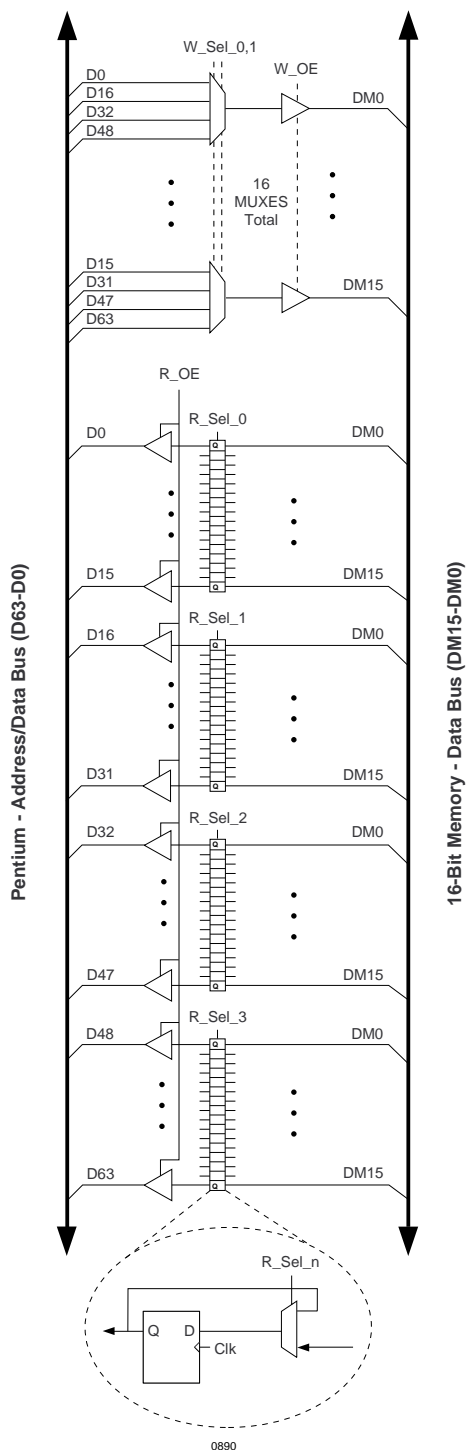 W_Sel_0,1
W_OE
D0
D16
D32
D48
DM0
16
MUXES
Total
D15
D31
D47
D63
DM15
R_OE
R_Sel_0
D0
Q
DM0
D15
Q
DM15
R_Sel_1
D16
Q
DM0
D31
Q
DM15
R_Sel_2
D32
Q
DM0
D47
Q
DM15
R_Sel_3
D48
Q
DM0
D63
Q
DM15
Pentium - Address/Data Bus (D63-D0)
16-Bit Memory - Data Bus (DM15-DM0)
R_Sel_n
Q D
Clk
0890